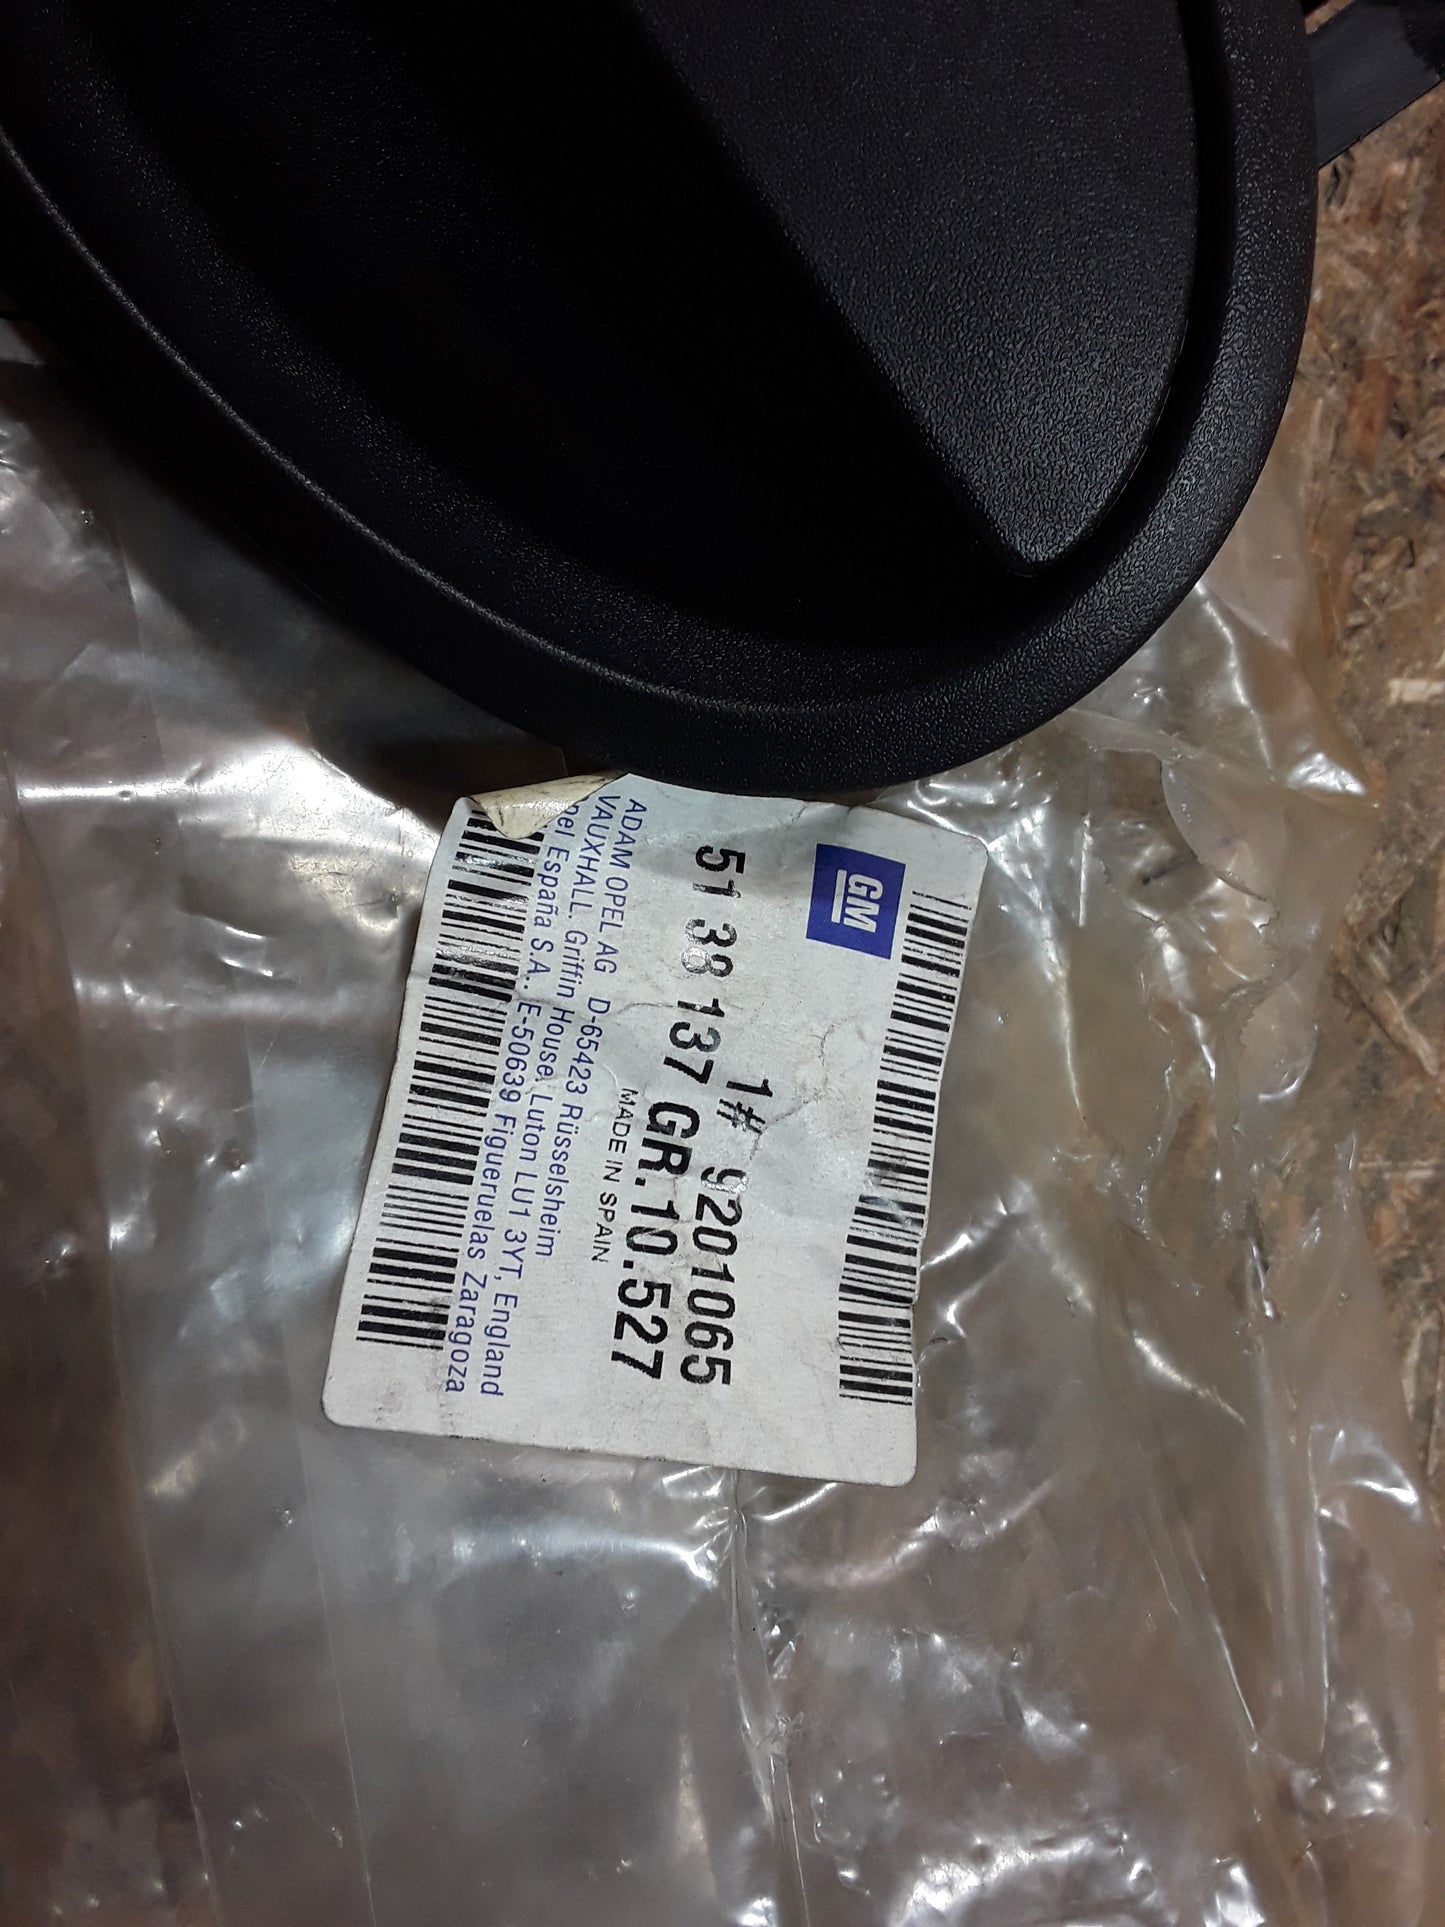 GM
1# 9201065
51 38 137 GR.10.527
MADE IN SPAIN
ADAM OPEL AG D-65423 Rüsselsheim
VAUXHALL, Griffin House, Luton LU1 3YT, England
pel España S.A., E-50639 Figueruelas Zaragoza